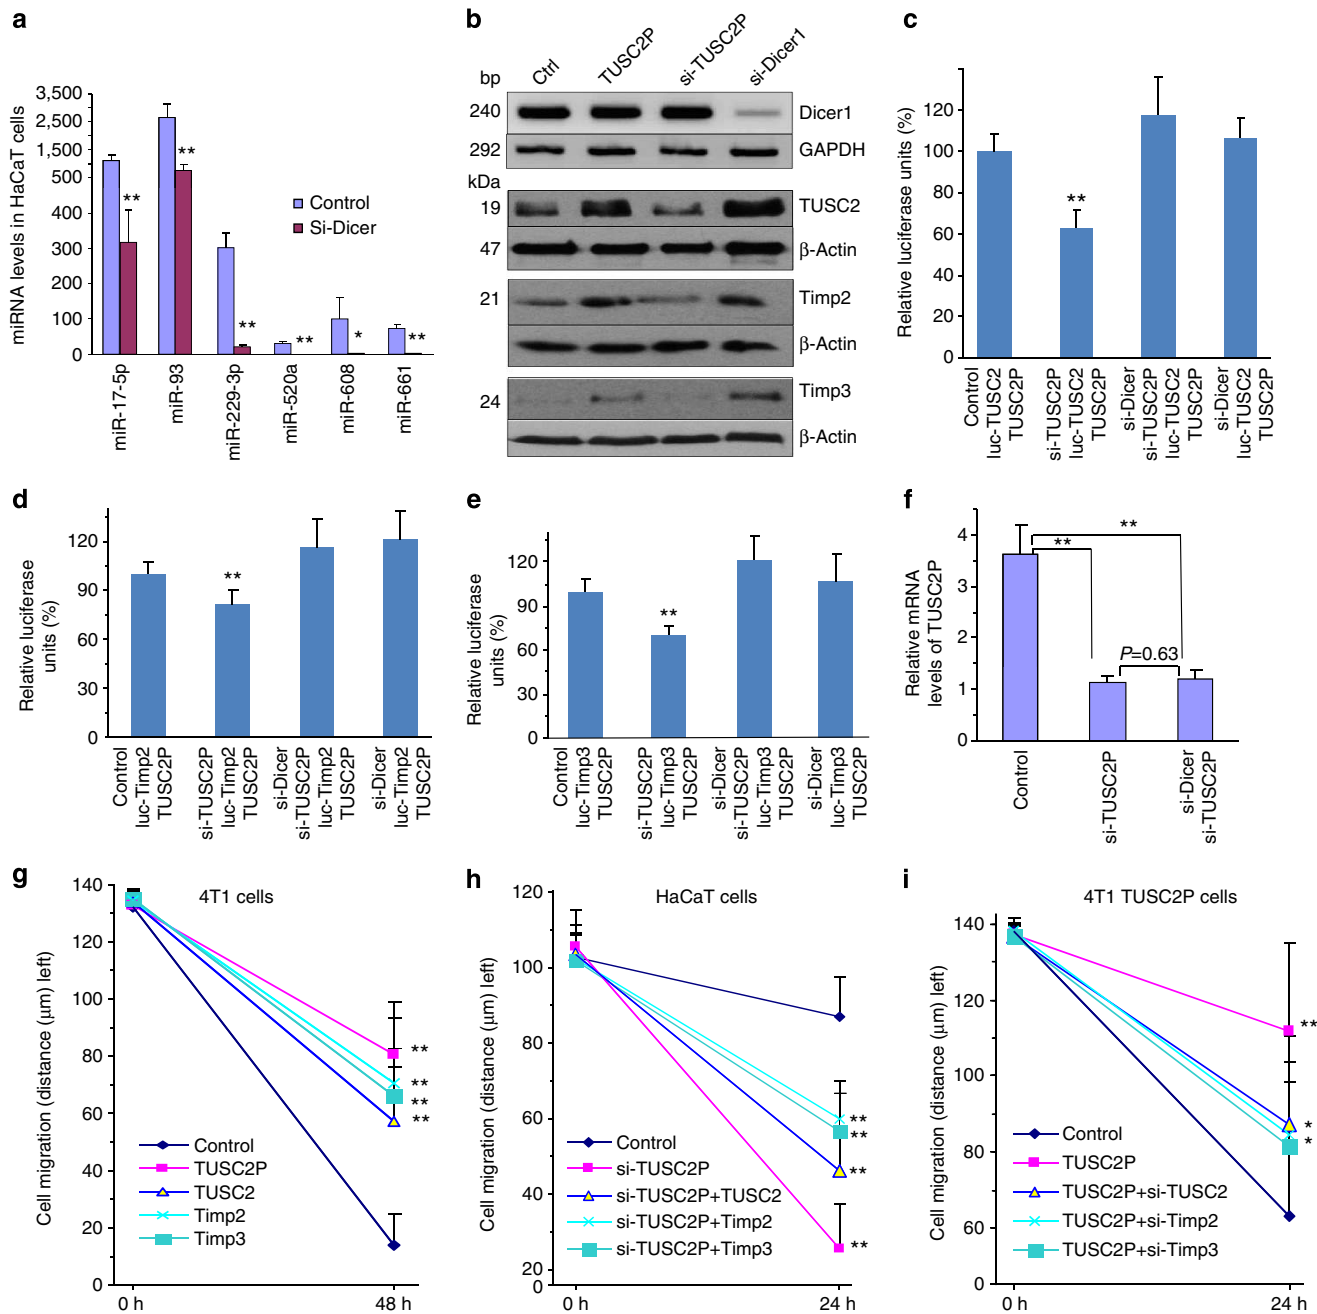 a
miRNA levels in HaCaT cells
3,500
2,500
1,500
500
400
300
200
100
0
Control
Si-Dicer
**
**
**
**
*
**
miR-17-5p
miR-93
miR-229-3p
miR-520a
miR-608
miR-661
b
bp
Ctrl
TUSC2P
si-TUSC2P
si-Dicer1
240
Dicer1
292
GAPDH
kDa
19
TUSC2
47
β-Actin
21
Timp2
β-Actin
24
Timp3
β-Actin
c
Relative luciferase units (%)
120
100
80
60
40
20
0
**
Control
luc-TUSC2
TUSC2P
si-TUSC2P
luc-TUSC2
TUSC2P
si-Dicer
si-TUSC2P
luc-TUSC2
TUSC2P
si-Dicer
luc-TUSC2
TUSC2P
d
Relative luciferase
units (%)
120
90
60
30
0
**
Control
luc-Timp2
TUSC2P
si-TUSC2P
luc-Timp2
TUSC2P
si-Dicer
si-TUSC2P
luc-Timp2
TUSC2P
si-Dicer
luc-Timp2
TUSC2P
e
Relative luciferase
units (%)
120
90
60
30
0
**
Control
luc-Timp3
TUSC2P
si-TUSC2P
luc-Timp3
TUSC2P
si-Dicer
si-TUSC2P
luc-Timp3
TUSC2P
si-Dicer
luc-Timp3
TUSC2P
f
Relative mRNA
levels of TUSC2P
4
3
2
1
0
**
**
P=0.63
Control
si-TUSC2P
si-Dicer
si-TUSC2P
g
4T1 cells
Cell migration (distance (μm) left)
140
120
100
80
60
40
20
0
**
**
**
**
Control
TUSC2P
TUSC2
Timp2
Timp3
0 h
48 h
h
HaCaT cells
Cell migration (distance (μm) left)
120
100
80
60
40
20
0
**
**
**
**
Control
si-TUSC2P
si-TUSC2P+TUSC2
si-TUSC2P+Timp2
si-TUSC2P+Timp3
0 h
24 h
i
4T1 TUSC2P cells
Cell migration (distance (μm) left)
140
120
100
80
60
0
**
*
*
Control
TUSC2P
TUSC2P+si-TUSC2
TUSC2P+si-Timp2
TUSC2P+si-Timp3
0 h
24 h